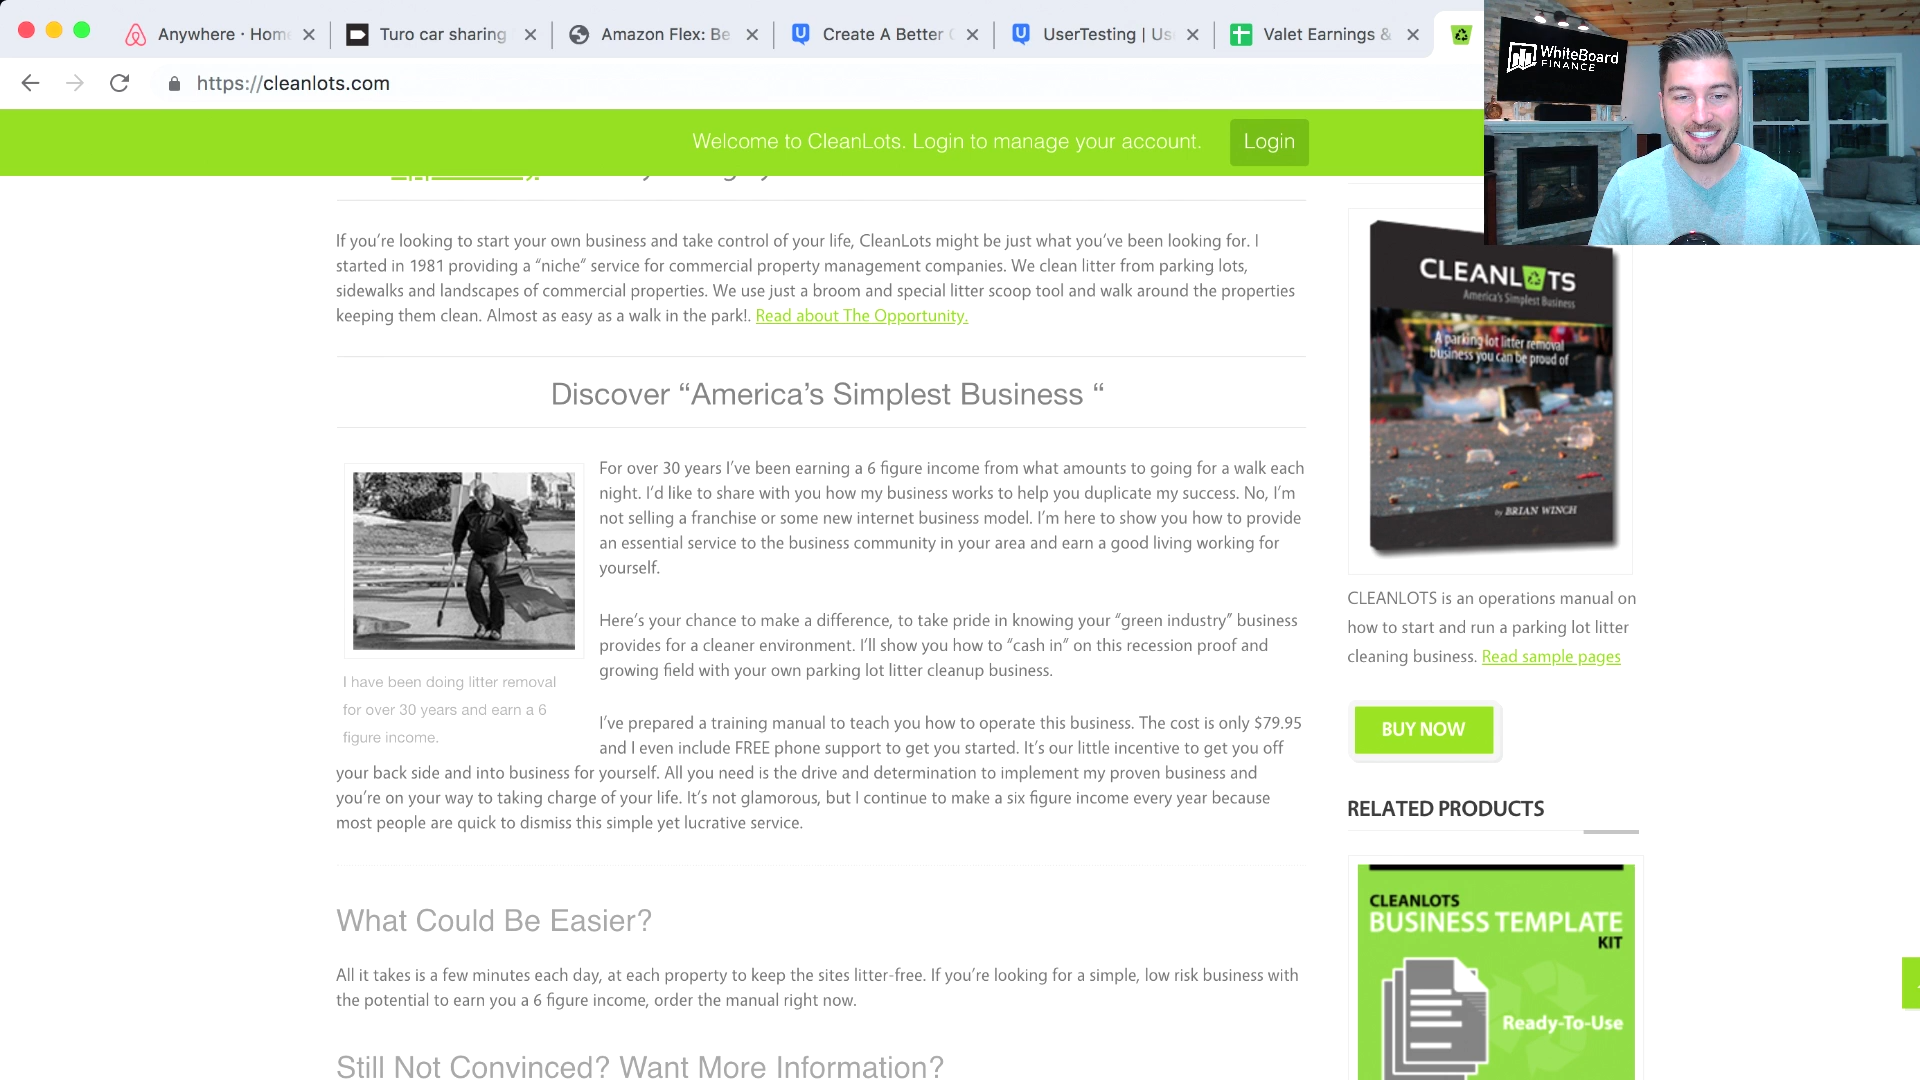 Anywhere · Hom
Turo car sharing
Amazon Flex: Be
Create A Better
UserTesting | Us
Valet Earnings &
https://cleanlots.com
WhiteBoard
FINANCE
Welcome to CleanLots. Login to manage your account.
Login
If you're looking to start your own business and take control of your life, CleanLots might be just what you've been looking for. I
started in 1981 providing a “niche” service for commercial property management companies. We clean litter from parking lots,
sidewalks and landscapes of commercial properties. We use just a broom and special litter scoop tool and walk around the properties
keeping them clean. Almost as easy as a walk in the park!. Read about The Opportunity.
Discover “America’s Simplest Business “
For over 30 years I’ve been earning a 6 figure income from what amounts to going for a walk each
night. I’d like to share with you how my business works to help you duplicate my success. No, I’m
not selling a franchise or some new internet business model. I’m here to show you how to provide
an essential service to the business community in your area and earn a good living working for
yourself.
Here’s your chance to make a difference, to take pride in knowing your “green industry” business
provides for a cleaner environment. I’ll show you how to “cash in” on this recession proof and
growing field with your own parking lot litter cleanup business.
I have been doing litter removal
for over 30 years and earn a 6
figure income.
I’ve prepared a training manual to teach you how to operate this business. The cost is only $79.95
and I even include FREE phone support to get you started. It’s our little incentive to get you off
your back side and into business for yourself. All you need is the drive and determination to implement my proven business and
you’re on your way to taking charge of your life. It’s not glamorous, but I continue to make a six figure income every year because
most people are quick to dismiss this simple yet lucrative service.
What Could Be Easier?
All it takes is a few minutes each day, at each property to keep the sites litter-free. If you’re looking for a simple, low risk business with
the potential to earn you a 6 figure income, order the manual right now.
Still Not Convinced? Want More Information?
CLEANLOTS
America's Simplest Business
A parking lot litter removal
business you can be proud of
by BRIAN WINCH
CLEANLOTS is an operations manual on
how to start and run a parking lot litter
cleaning business. Read sample pages
BUY NOW
RELATED PRODUCTS
CLEANLOTS
BUSINESS TEMPLATE
KIT
Ready-To-Use